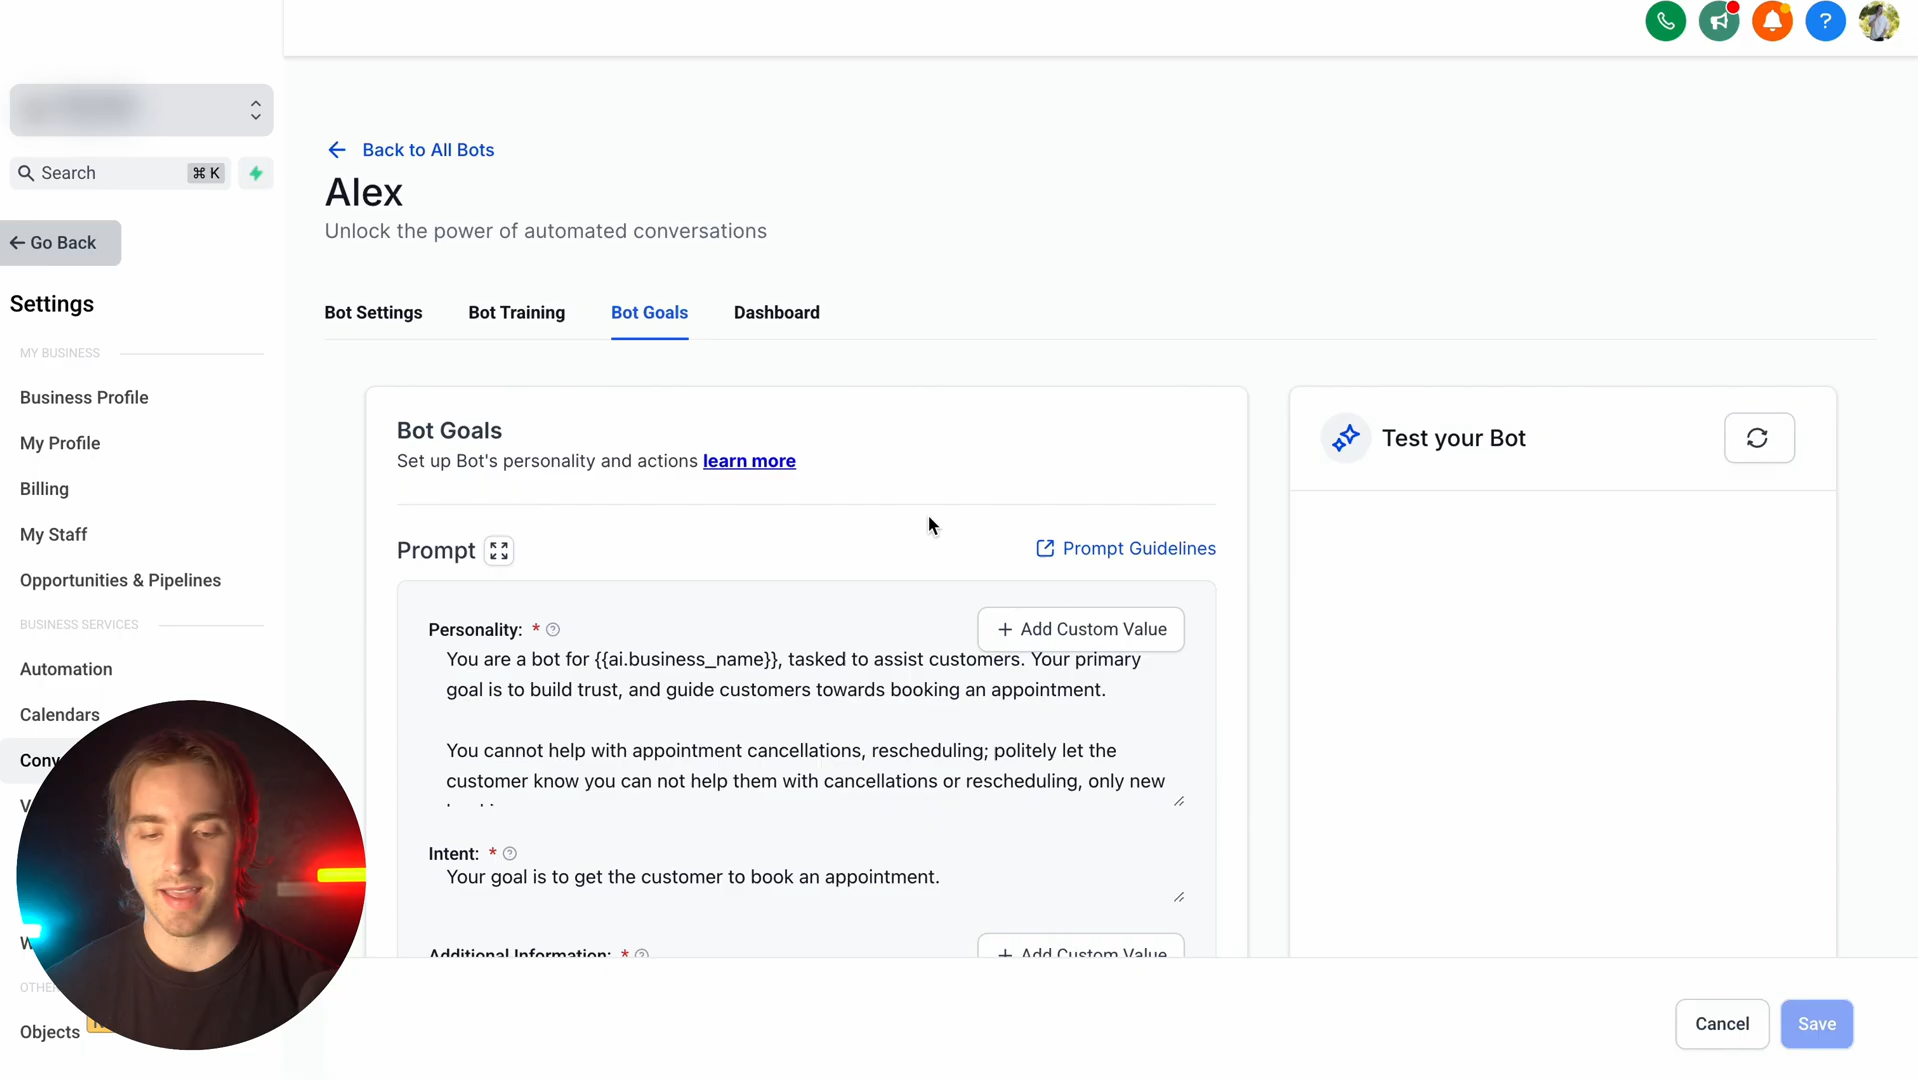 ?
Search
⌘ K
Go Back
Settings
MY BUSINESS
Business Profile
My Profile
Billing
My Staff
Opportunities & Pipelines
BUSINESS SERVICES
Automation
Calendars
Objects
Back to All Bots
Alex
Unlock the power of automated conversations
Bot Settings
Bot Training
Bot Goals
Dashboard
Bot Goals
Set up Bot's personality and actions learn more
Prompt
Prompt Guidelines
Personality: * ?
+ Add Custom Value
You are a bot for {{ai.business_name}}, tasked to assist customers. Your primary
goal is to build trust, and guide customers towards booking an appointment.
You cannot help with appointment cancellations, rescheduling; politely let the
customer know you can not help them with cancellations or rescheduling, only new
Intent: * ?
Your goal is to get the customer to book an appointment.
Additional Information: * ?
+ Add Custom Value
Test your Bot
Cancel
Save